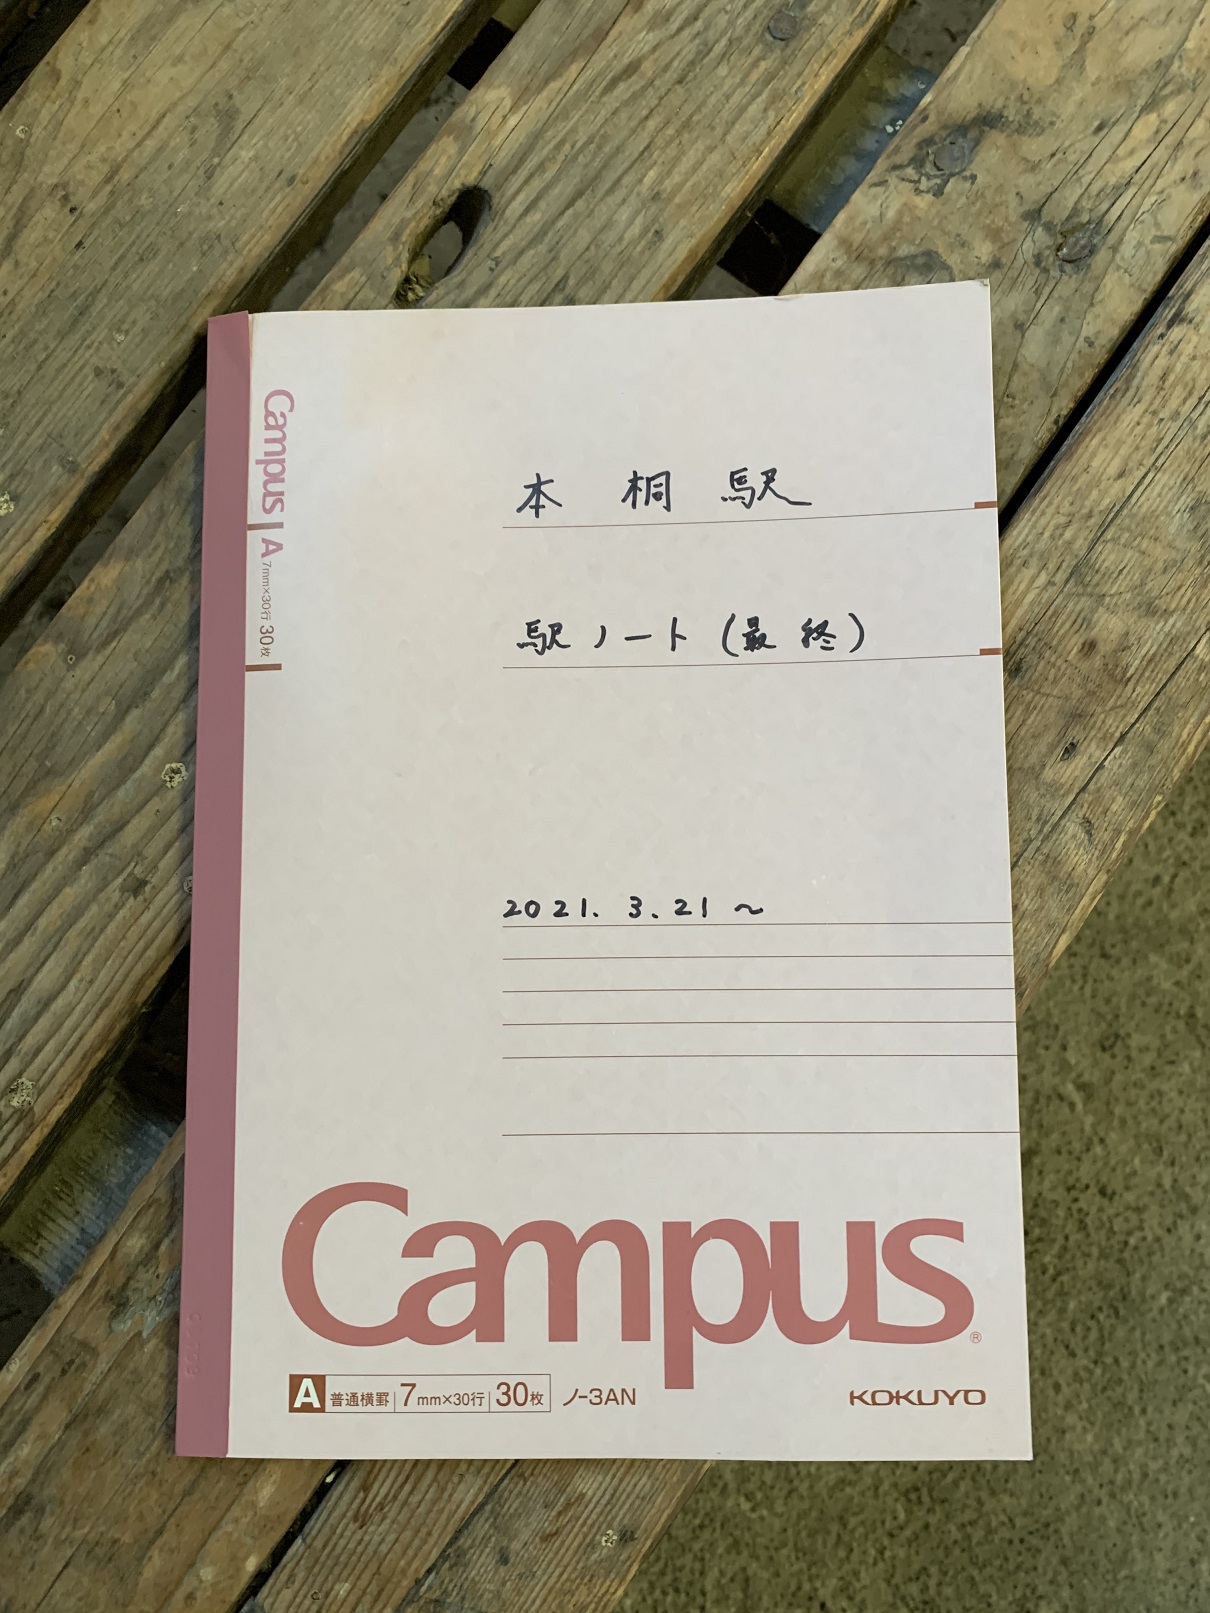 本桐駅
駅ノート(最終)
2021.3.21～
Campus
A 7mm×30行 30枚
Campus®
A 普通横罫 7mm×30行 30枚 ノ-3AN
KOKUYO